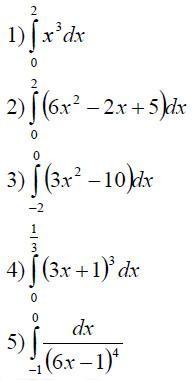 1) ∫₀² x³dx
2) ∫₀² (6x² – 2x + 5)dx
3) ∫₋₂⁰ (3x² – 10)dx
4) ∫₀^(1/3) (3x + 1)³ dx
5) ∫₋₁⁰ dx/(6x – 1)⁴